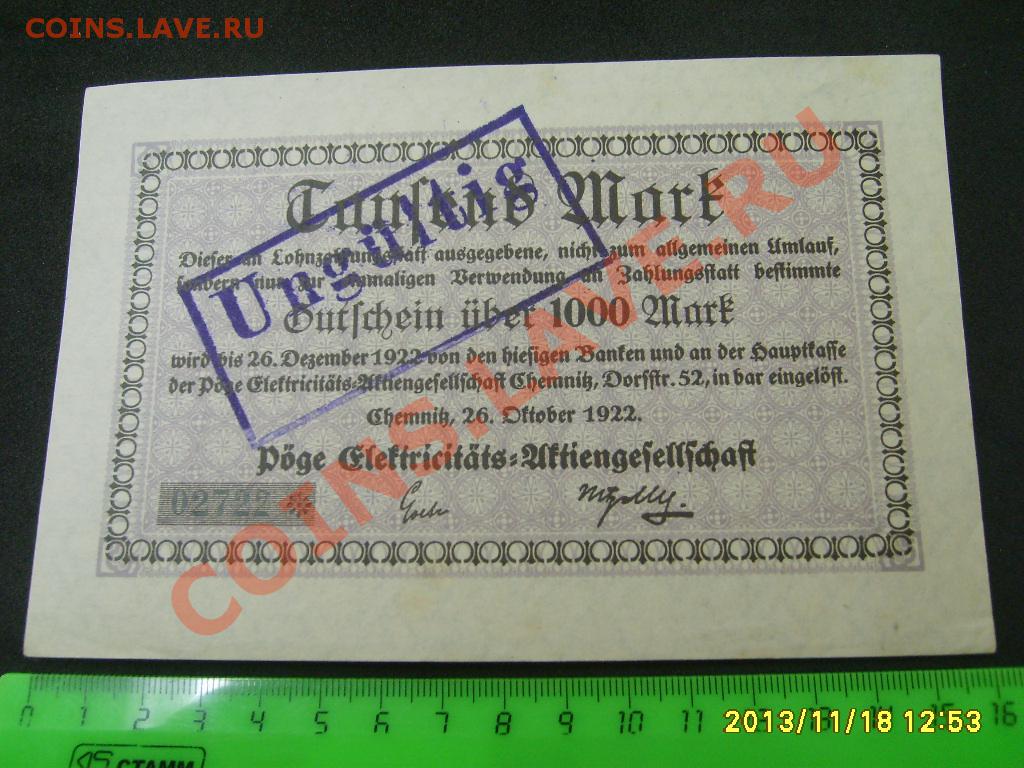 COINS.LAVE.RU
Tausend Mark
Dieser an Lohnzahlungsstatt ausgegebene, nicht zum allgemeinen Umlauf,
sondern nur zur einmaligen Verwendung an Zahlungsstatt bestimmte
Gutschein über 1000 Mark
wird bis 26. Dezember 1922 von den hiesigen Banken und an der Hauptkasse
der Pöge Elektricitäts-Aktiengesellschaft Chemnitz, Dorfstr. 52, in bar eingelöst.
Chemnitz, 26. Oktober 1922.
Pöge Elektricitäts-Aktiengesellschaft
02722 *
Ungültig
COINS.LAVE.RU
0 1 2 3 4 5 6 7 8 9 10 11 12 13 14 15 16
2013/11/18 12:53
СТАММ